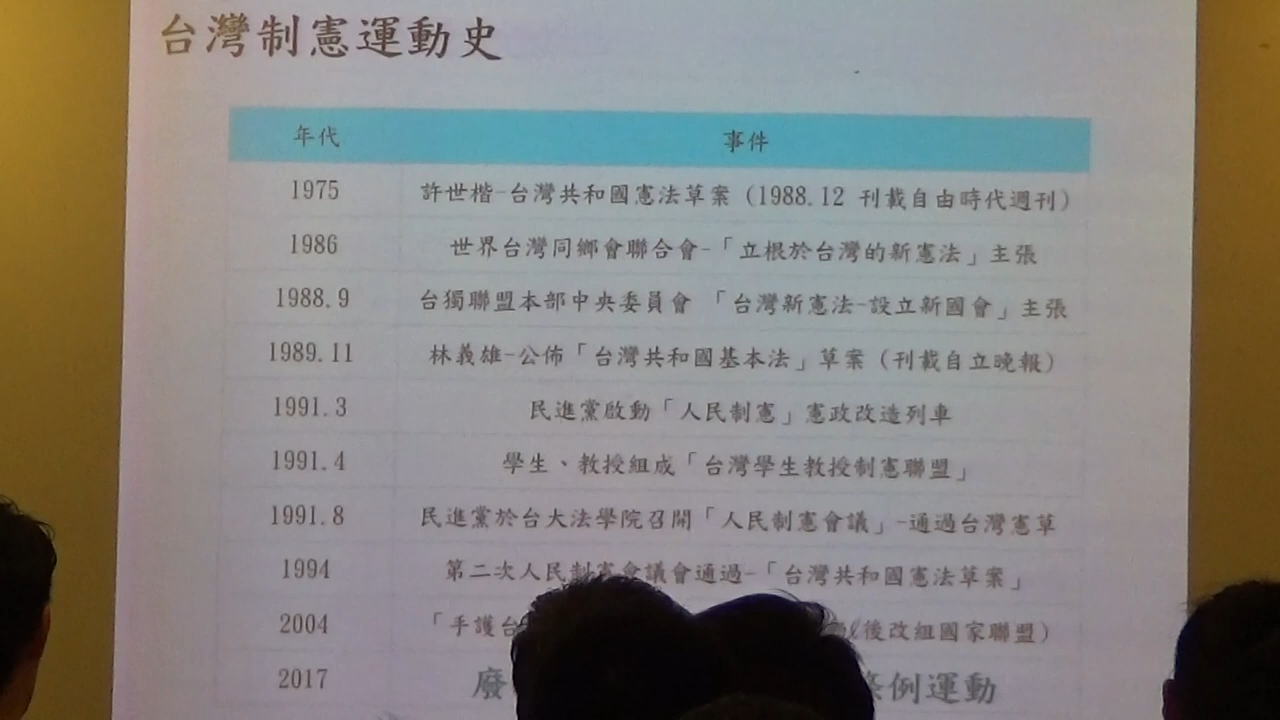 台灣制憲運動史
年代 事件
1975 許世楷-台灣共和國憲法草案 (1988.12 刊載自由時代週刊)
1986 世界台灣同鄉會聯合會-「立根於台灣的新憲法」主張
1988.9 台獨聯盟本部中央委員會 「台灣新憲法-設立新國會」主張
1989.11 林義雄-公佈「台灣共和國基本法」草案 (刊載自立晚報)
1991.3 民進黨啟動「人民制憲」憲政改造列車
1991.4 學生、教授組成「台灣學生教授制憲聯盟」
1991.8 民進黨於台大法學院召開「人民制憲會議」-通過台灣憲草
1994 第二次人民制憲會議會通過-「台灣共和國憲法草案」
2004 「手護台 後改組國家聯盟)
2017 廢 條例運動